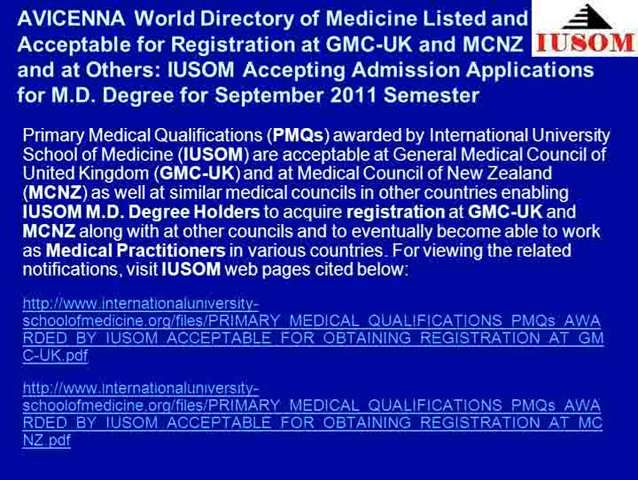 AVICENNA World Directory of Medicine Listed and
Acceptable for Registration at GMC-UK and MCNZ
and at Others: IUSOM Accepting Admission Applications
for M.D. Degree for September 2011 Semester
IUSOM
Primary Medical Qualifications (PMQs) awarded by International University
School of Medicine (IUSOM) are acceptable at General Medical Council of
United Kingdom (GMC-UK) and at Medical Council of New Zealand
(MCNZ) as well at similar medical councils in other countries enabling
IUSOM M.D. Degree Holders to acquire registration at GMC-UK and
MCNZ along with at other councils and to eventually become able to work
as Medical Practitioners in various countries. For viewing the related
notifications, visit IUSOM web pages cited below:
http://www.internationaluniversity-
schoolofmedicine.org/files/PRIMARY_MEDICAL_QUALIFICATIONS_PMQs_AWA
RDED_BY_IUSOM_ACCEPTABLE_FOR_OBTAINING_REGISTRATION_AT_GM
C-UK.pdf
http://www.internationaluniversity-
schoolofmedicine.org/files/PRIMARY_MEDICAL_QUALIFICATIONS_PMQs_AWA
RDED_BY_IUSOM_ACCEPTABLE_FOR_OBTAINING_REGISTRATION_AT_MC
NZ.pdf